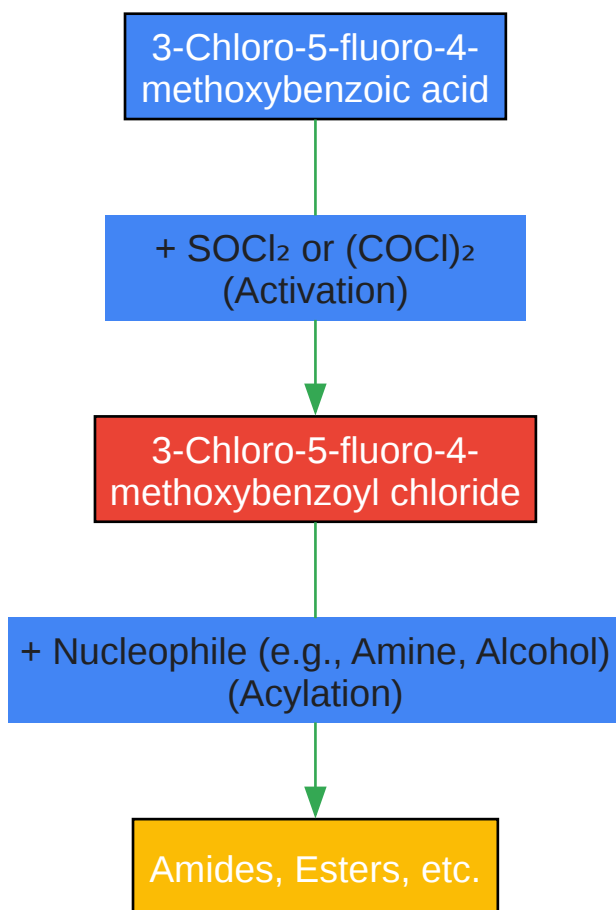 3-Chloro-5-fluoro-4-
methoxybenzoic acid
+ SOCl₂ or (COCl)₂
(Activation)
3-Chloro-5-fluoro-4-
methoxybenzoyl chloride
+ Nucleophile (e.g., Amine, Alcohol)
(Acylation)
Amides, Esters, etc.